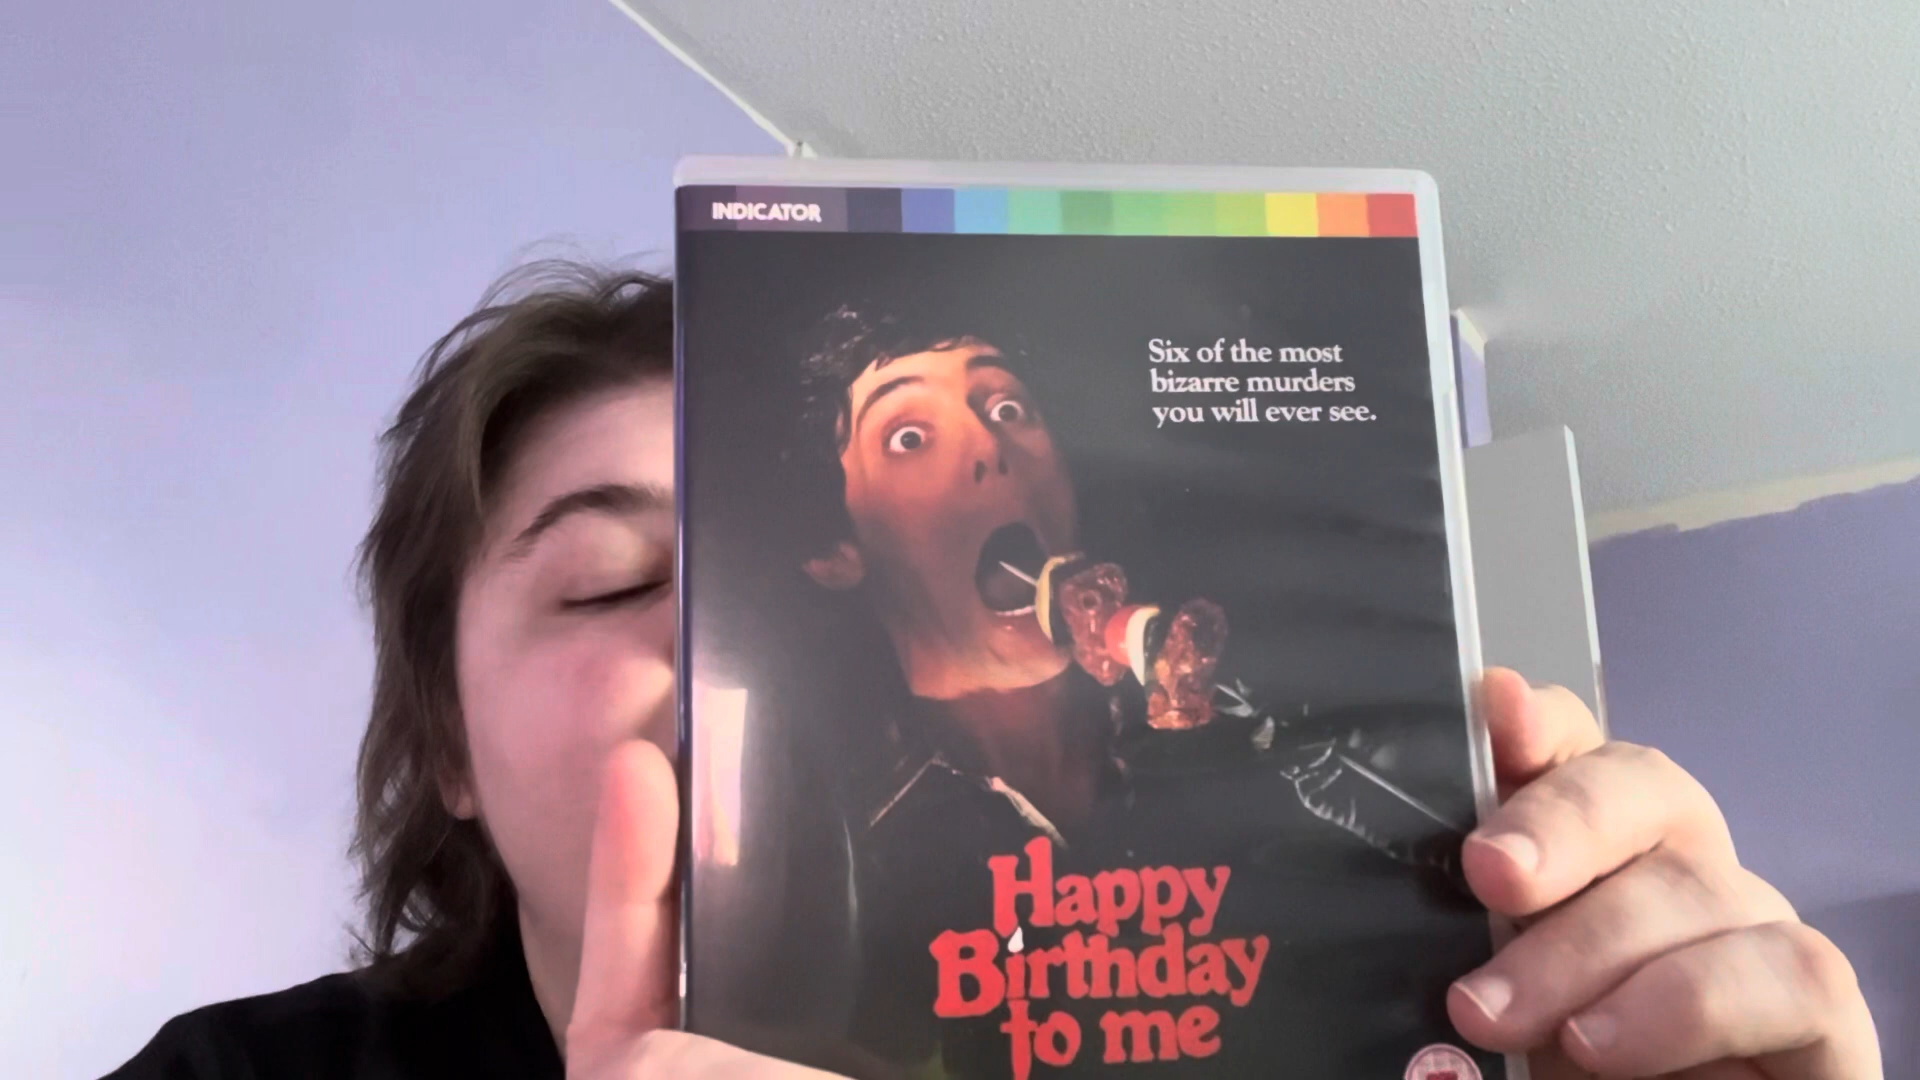 INDICATOR
Six of the most
bizarre murders
you will ever see.
Happy
Birthday
to me